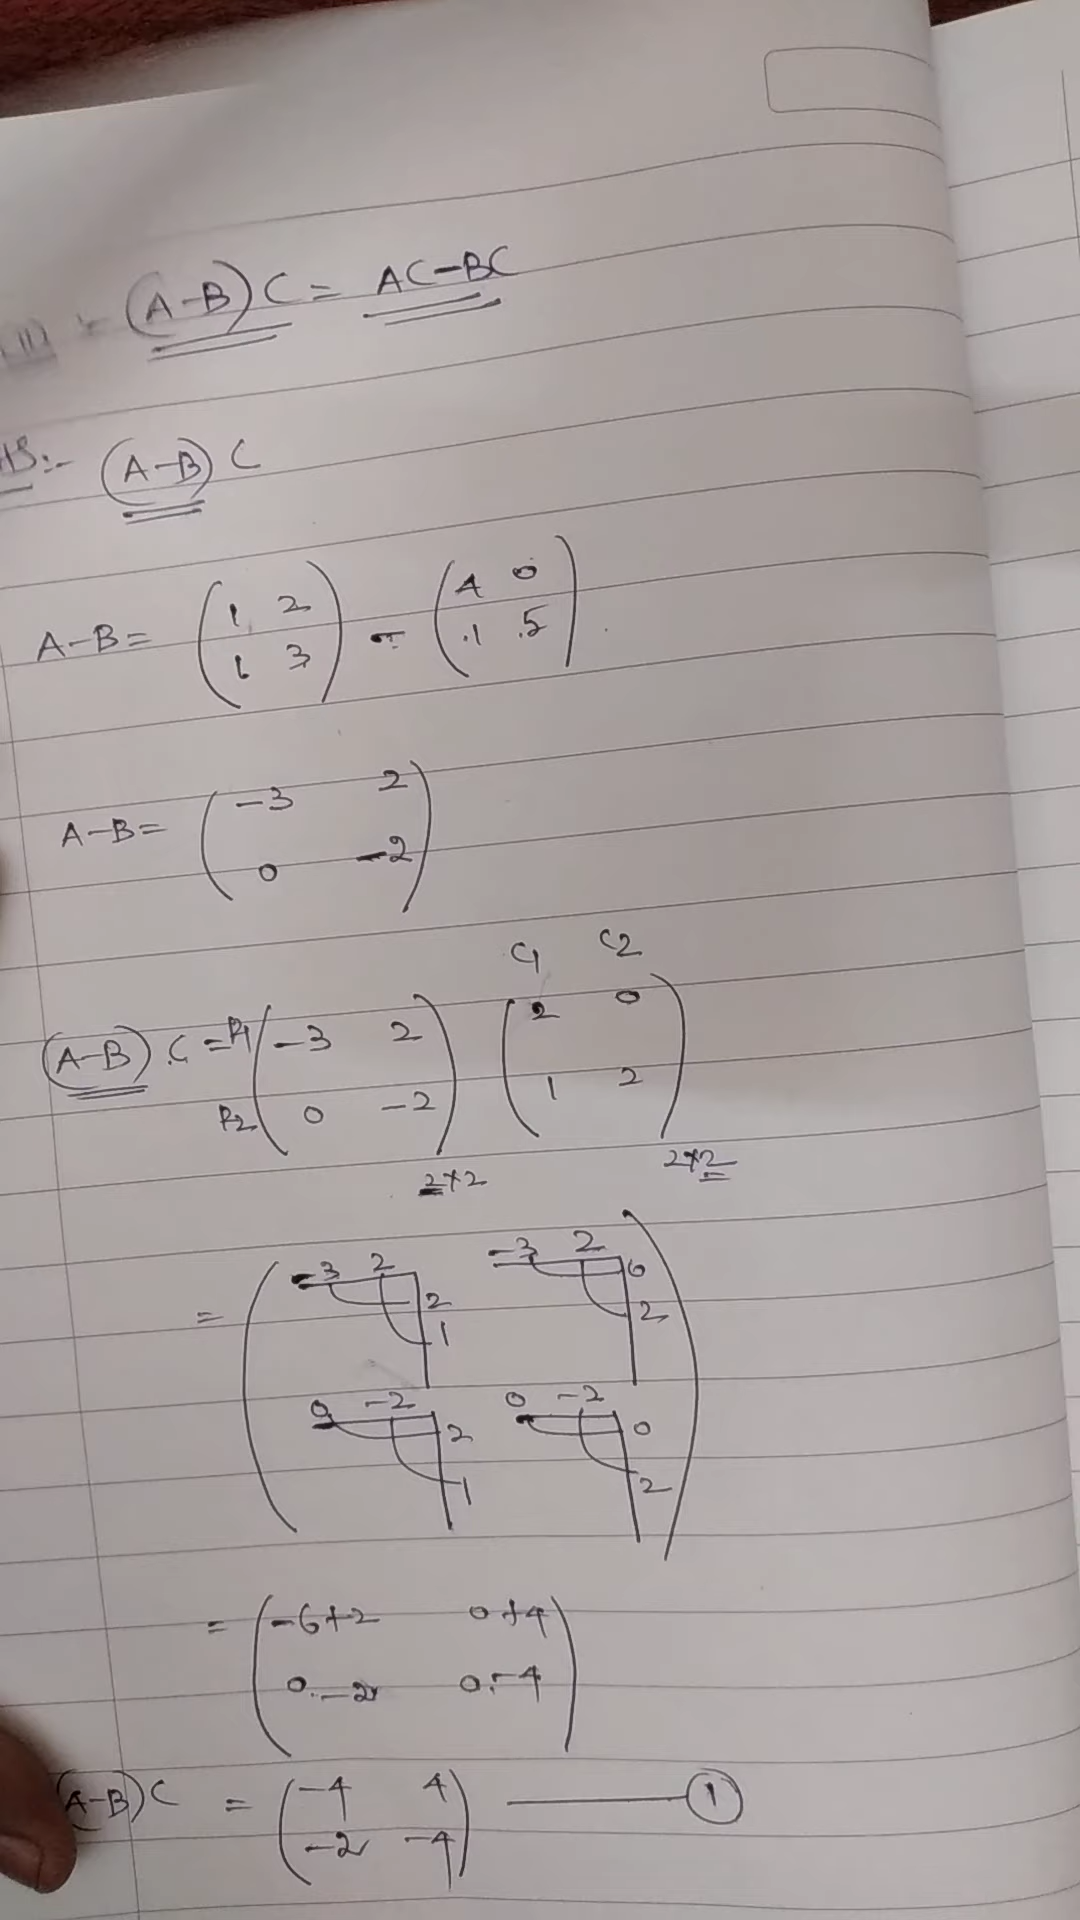 (A-B) C = AC-BC
(A-B) C
A-B= ( 1 2 ) - ( 4 0 )
( 1 3 ) ( 1 5 )
A-B= ( -3 2 )
( 0 -2 )
C1 C2
(A-B) .C = R1 ( -3 2 ) ( 2 0 )
R2 ( 0 -2 ) ( 1 2 )
2×2 2×2
= ( -3 2 -3 2 )
2 0
1 2
0 -2 0 -2
2 0
1 2
= ( -6+2 0+4 )
( 0-2 0-4 )
(A-B) C = ( -4 4 ) ——— 1
( -2 -4 )